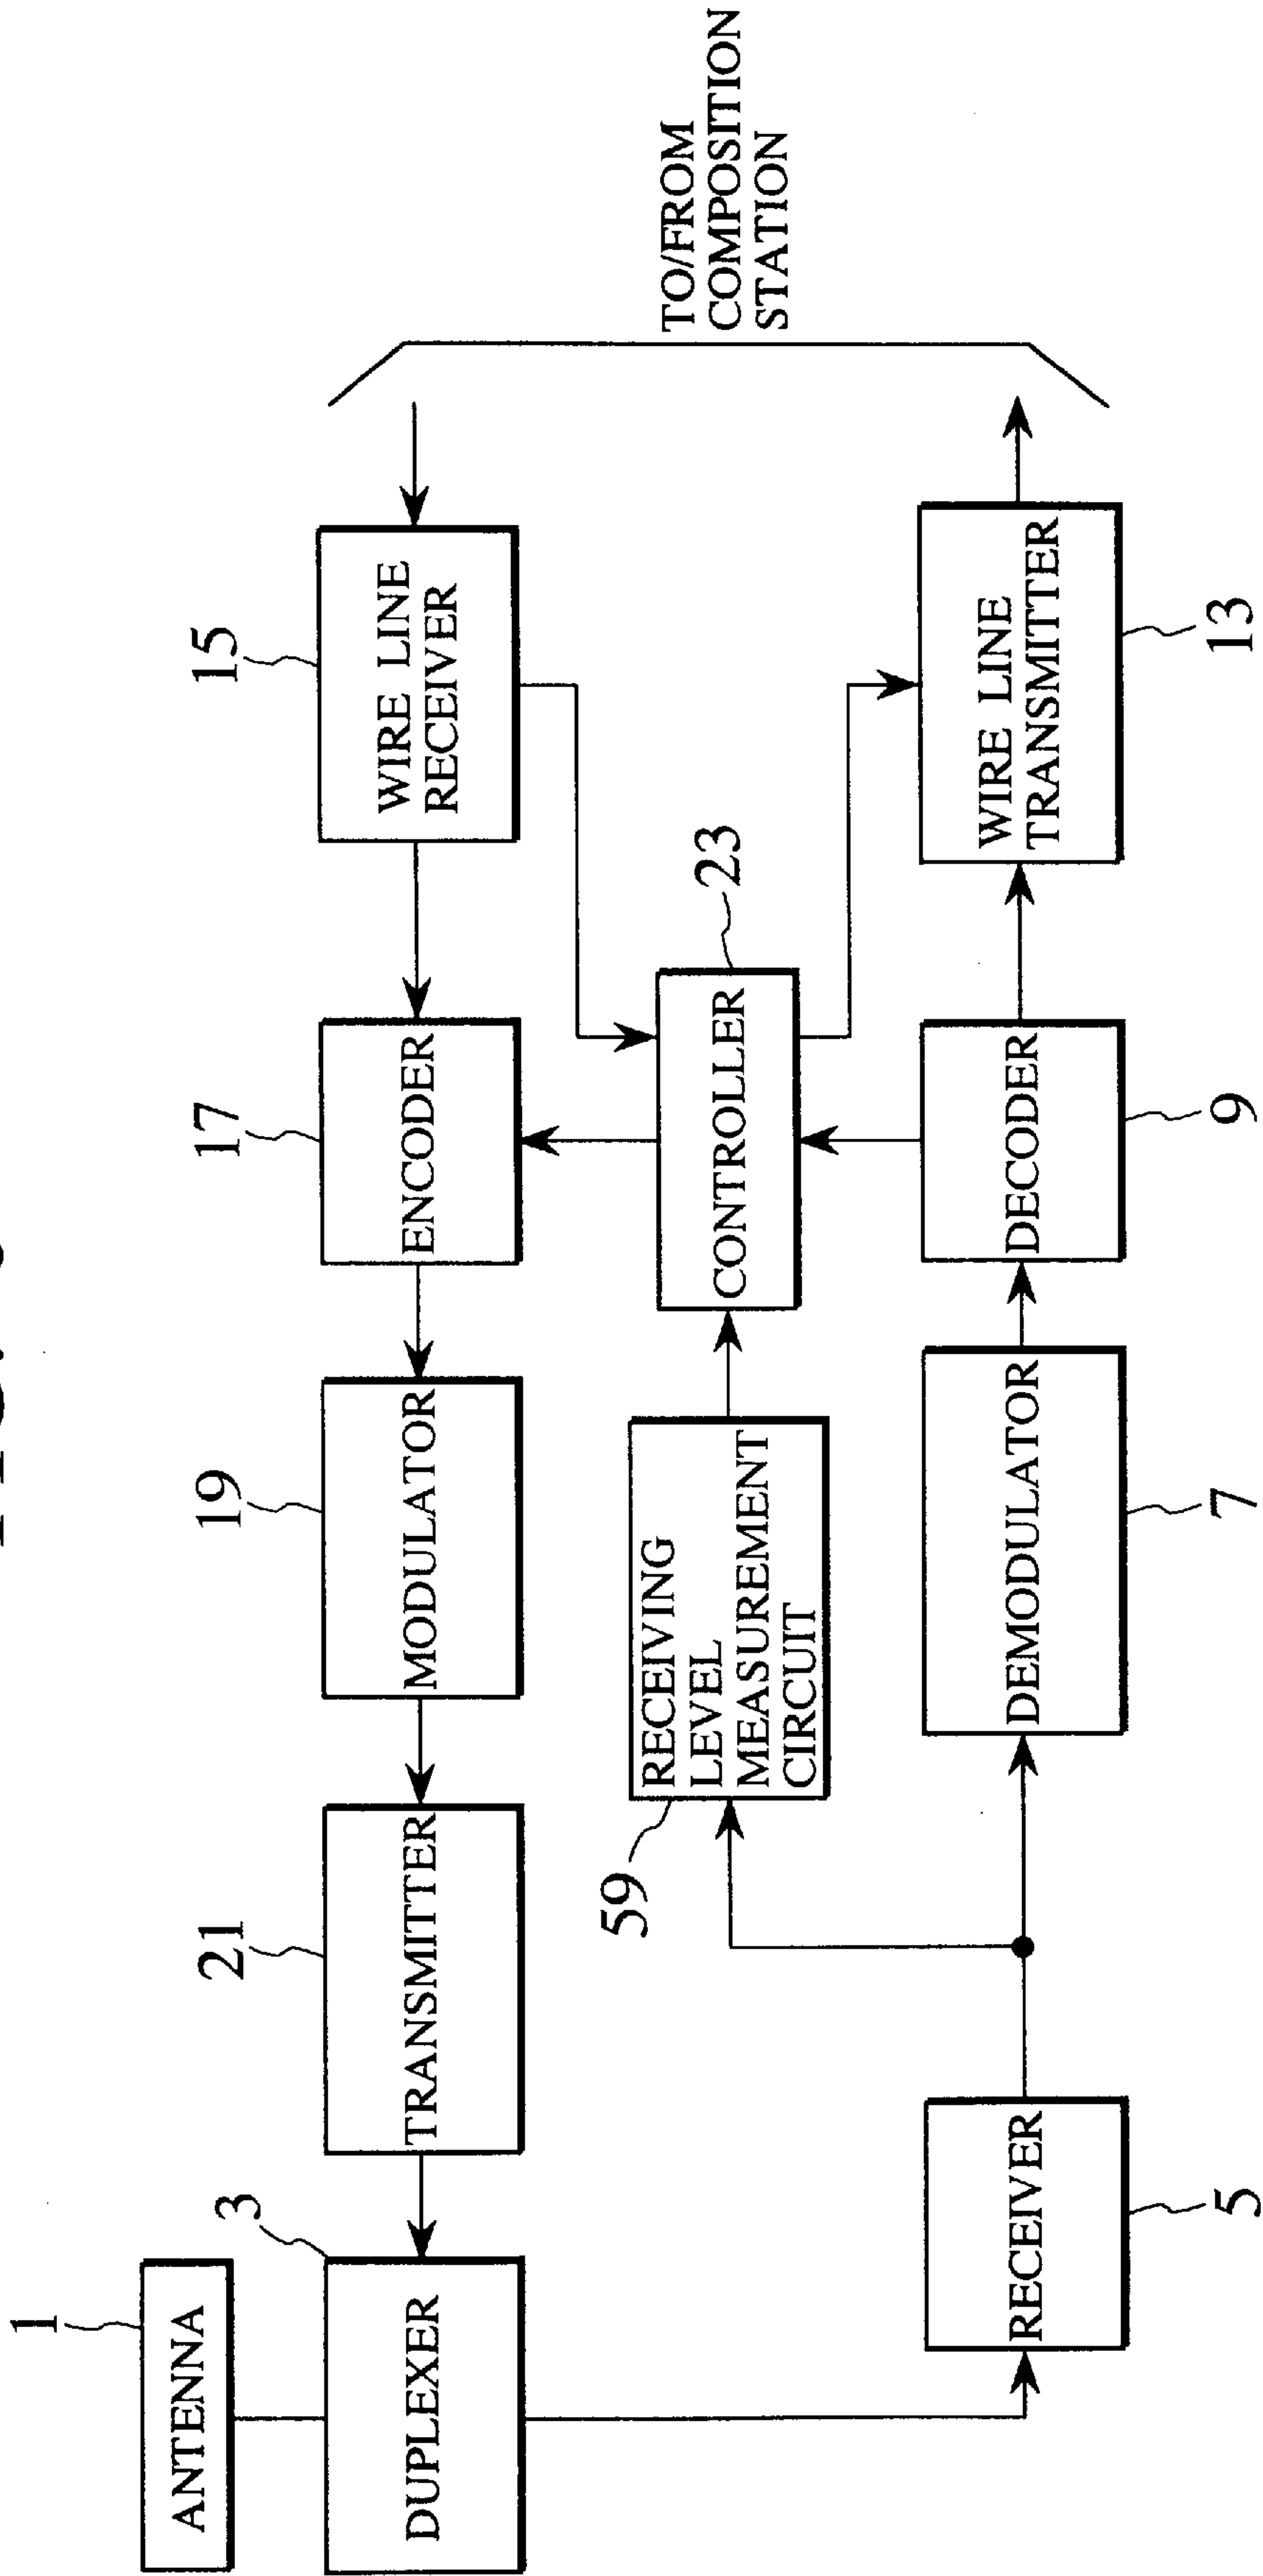 1
ANTENNA
3
DUPLEXER
21
TRANSMITTER
19
MODULATOR
17
ENCODER
15
WIRE LINE
RECEIVER
TO/FROM
COMPOSITION
STATION
59
RECEIVING
LEVEL
MEASUREMENT
CIRCUIT
CONTROLLER
23
RECEIVER
5
DEMODULATOR
7
DECODER
9
WIRE LINE
TRANSMITTER
13